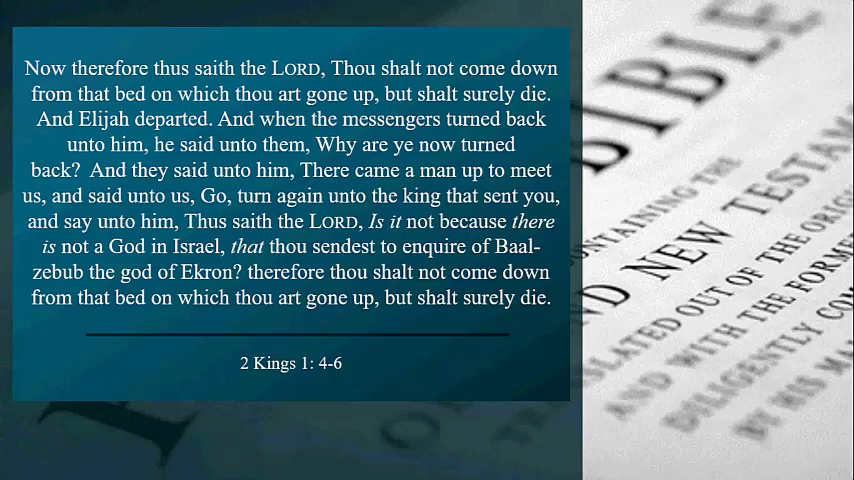 Now therefore thus saith the LORD, Thou shalt not come down
from that bed on which thou art gone up, but shalt surely die.
And Elijah departed. And when the messengers turned back
unto him, he said unto them, Why are ye now turned
back?  And they said unto him, There came a man up to meet
us, and said unto us, Go, turn again unto the king that sent you,
and say unto him, Thus saith the LORD, Is it not because there
is not a God in Israel, that thou sendest to enquire of Baal-
zebub the god of Ekron? therefore thou shalt not come down
from that bed on which thou art gone up, but shalt surely die.
2 Kings 1: 4-6
BIBLE
CONTAINING THE
ND NEW TESTAM
TRANSLATED OUT OF THE ORIG
AND WITH THE FORME
DILIGENTLY COM
BY HIS MA